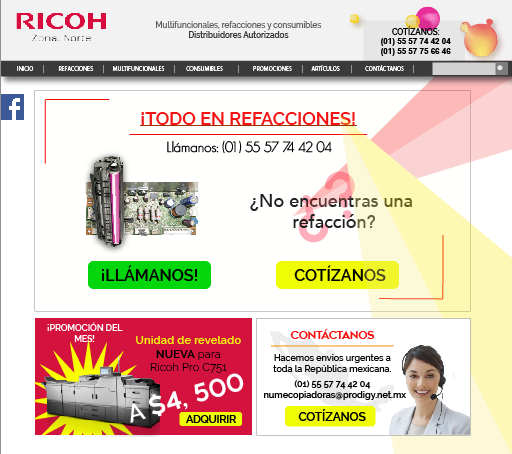 RICOH
Zona. Norte
Multifuncionales, refacciones y consumibles
Distribuidores Autorizados
COTÍZANOS:
(01) 55 57 74 42 04
(01) 55 57 75 66 46
INICIO
REFACCIONES
MULTIFUNCIONALES
CONSUMIBLES
PROMOCIONES
ARTÍCULOS
CONTÁCTANOS
¡TODO EN REFACCIONES!
Llámanos: (01) 55 57 74 42 04
¿No encuentras una
refacción?
¡LLÁMANOS!
COTÍZANOS
¡PROMOCIÓN DEL
MES!
Unidad de revelado
NUEVA para
Ricoh Pro C751
A $4, 500
ADQUIRIR
CONTÁCTANOS
Hacemos envíos urgentes a
toda la República mexicana.
(01) 55 57 74 42 04
numecopiadoras@prodigy.net.mx
COTÍZANOS